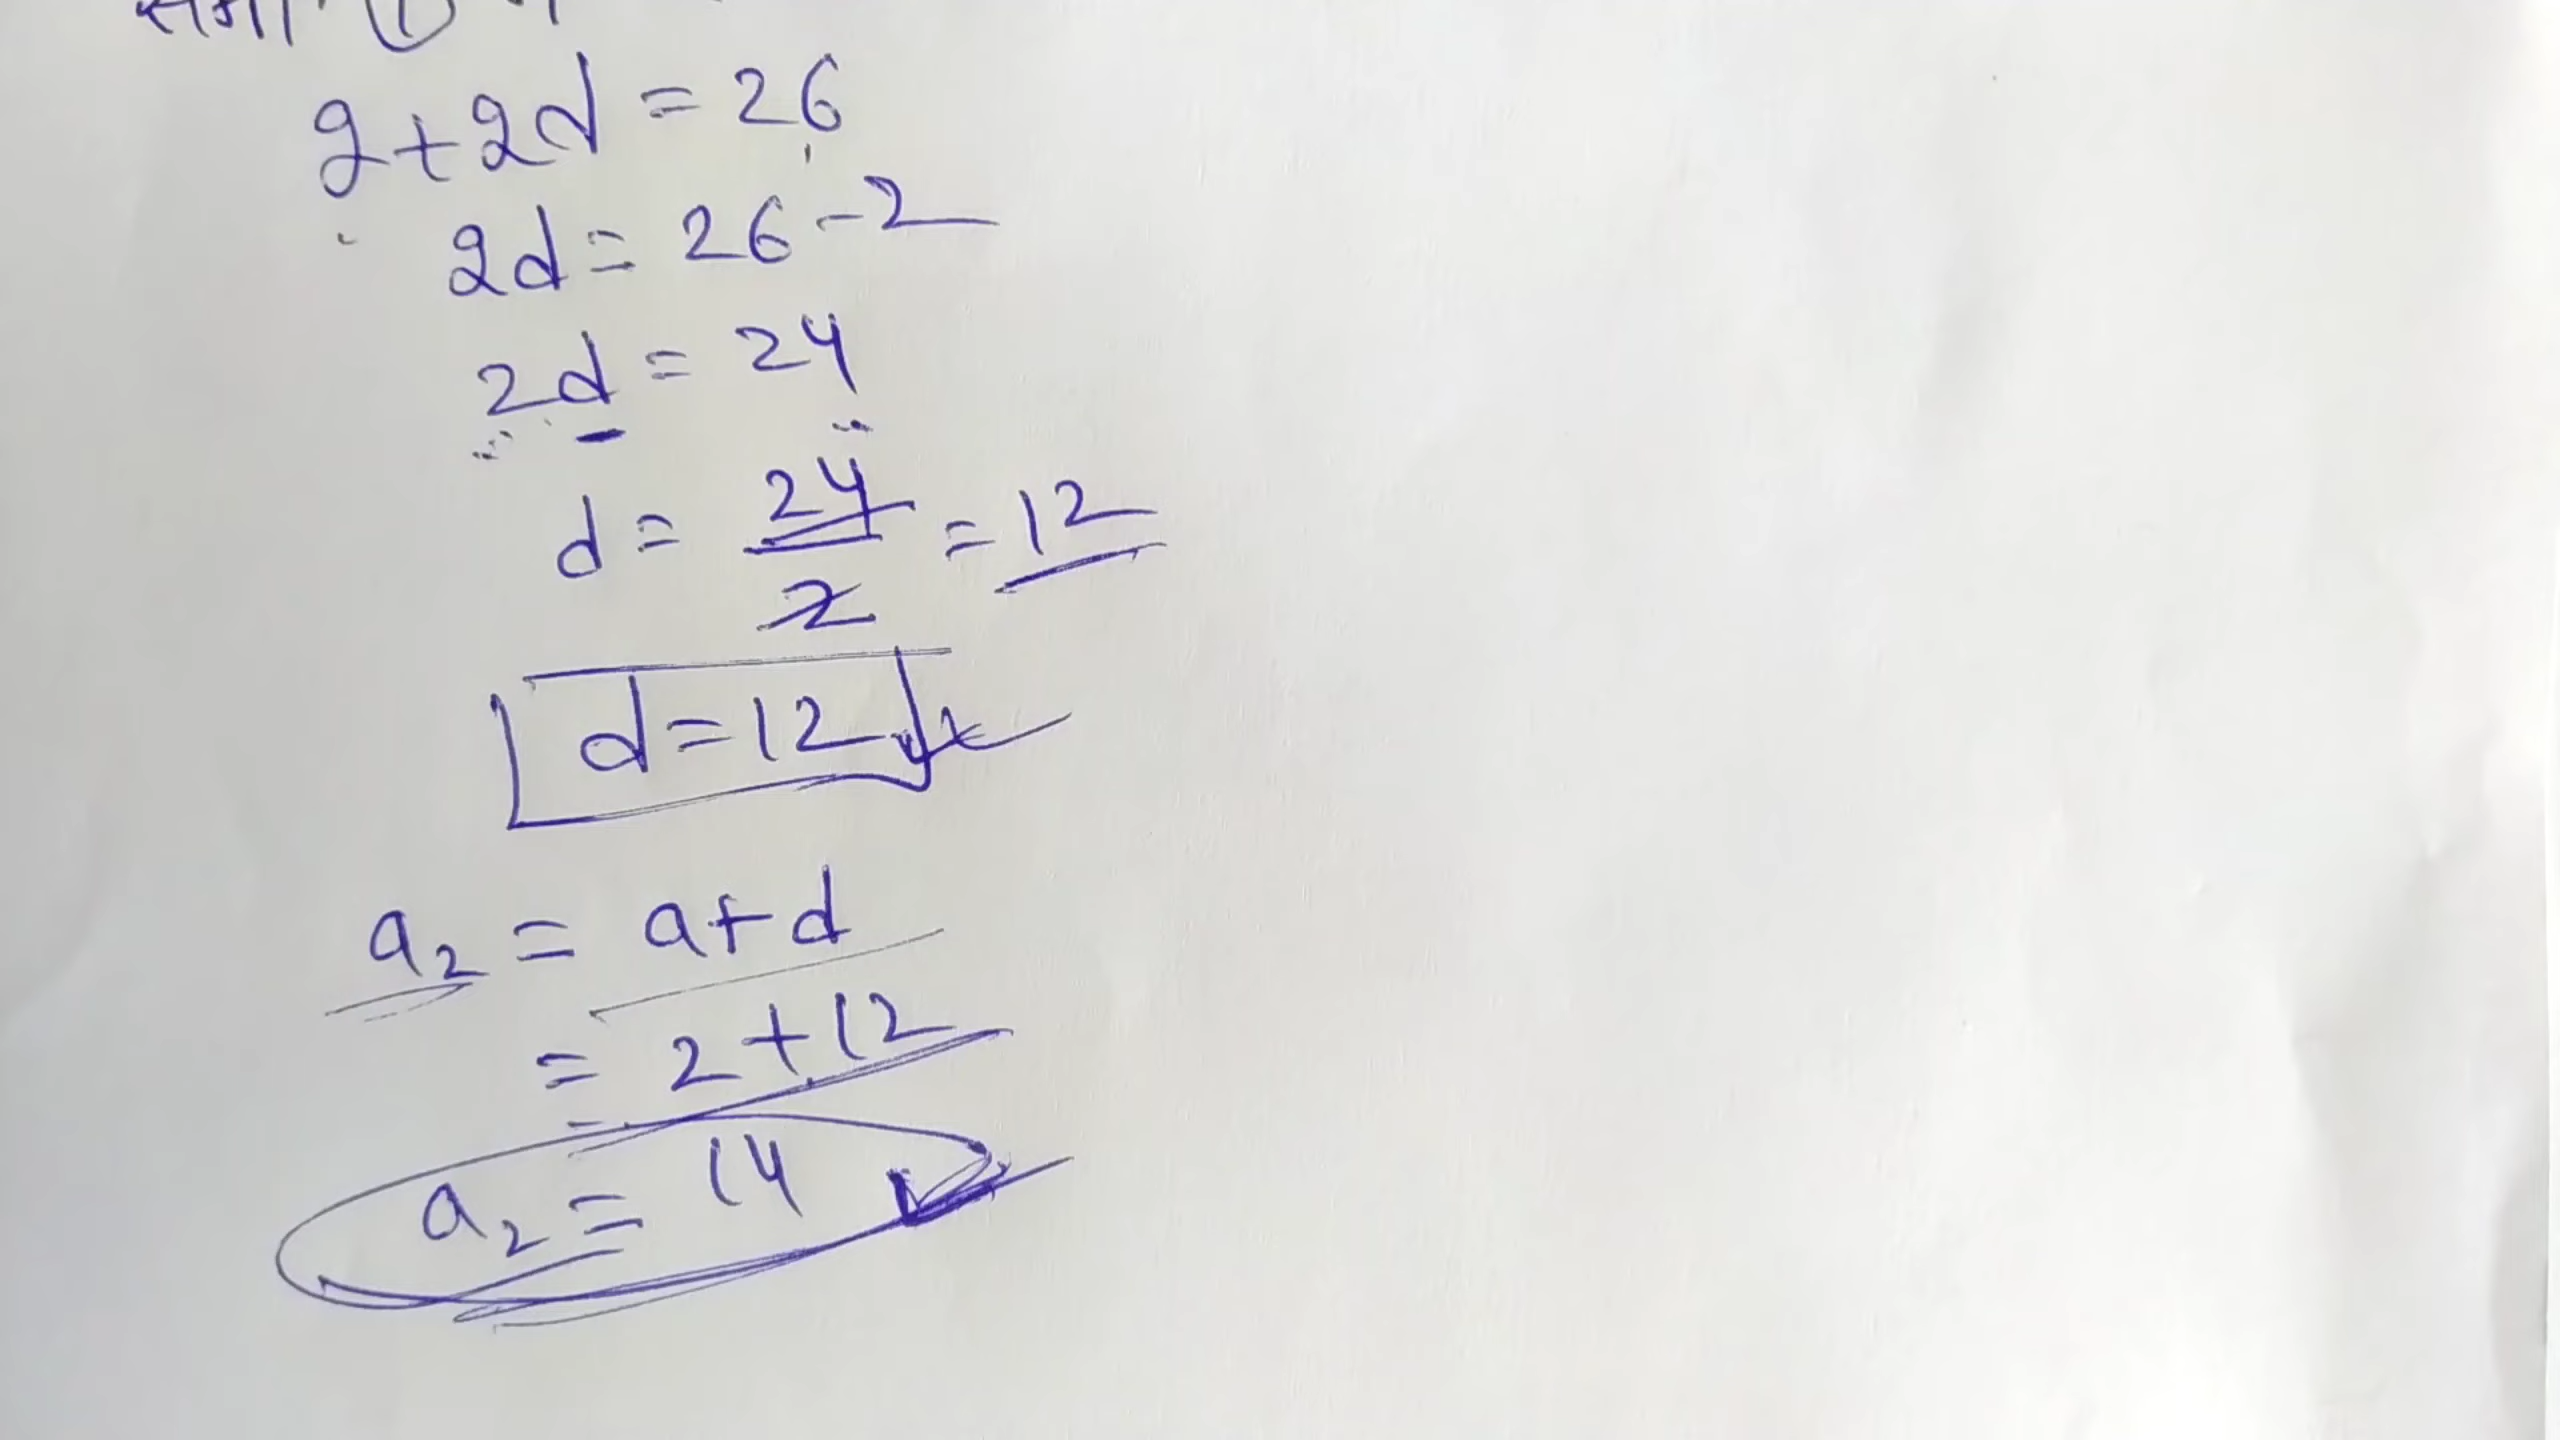 2+2d = 26
2d = 26-2
2d = 24
d = 24/2 = 12
d = 12
a₂ = a+d
= 2+12
a₂ = 14